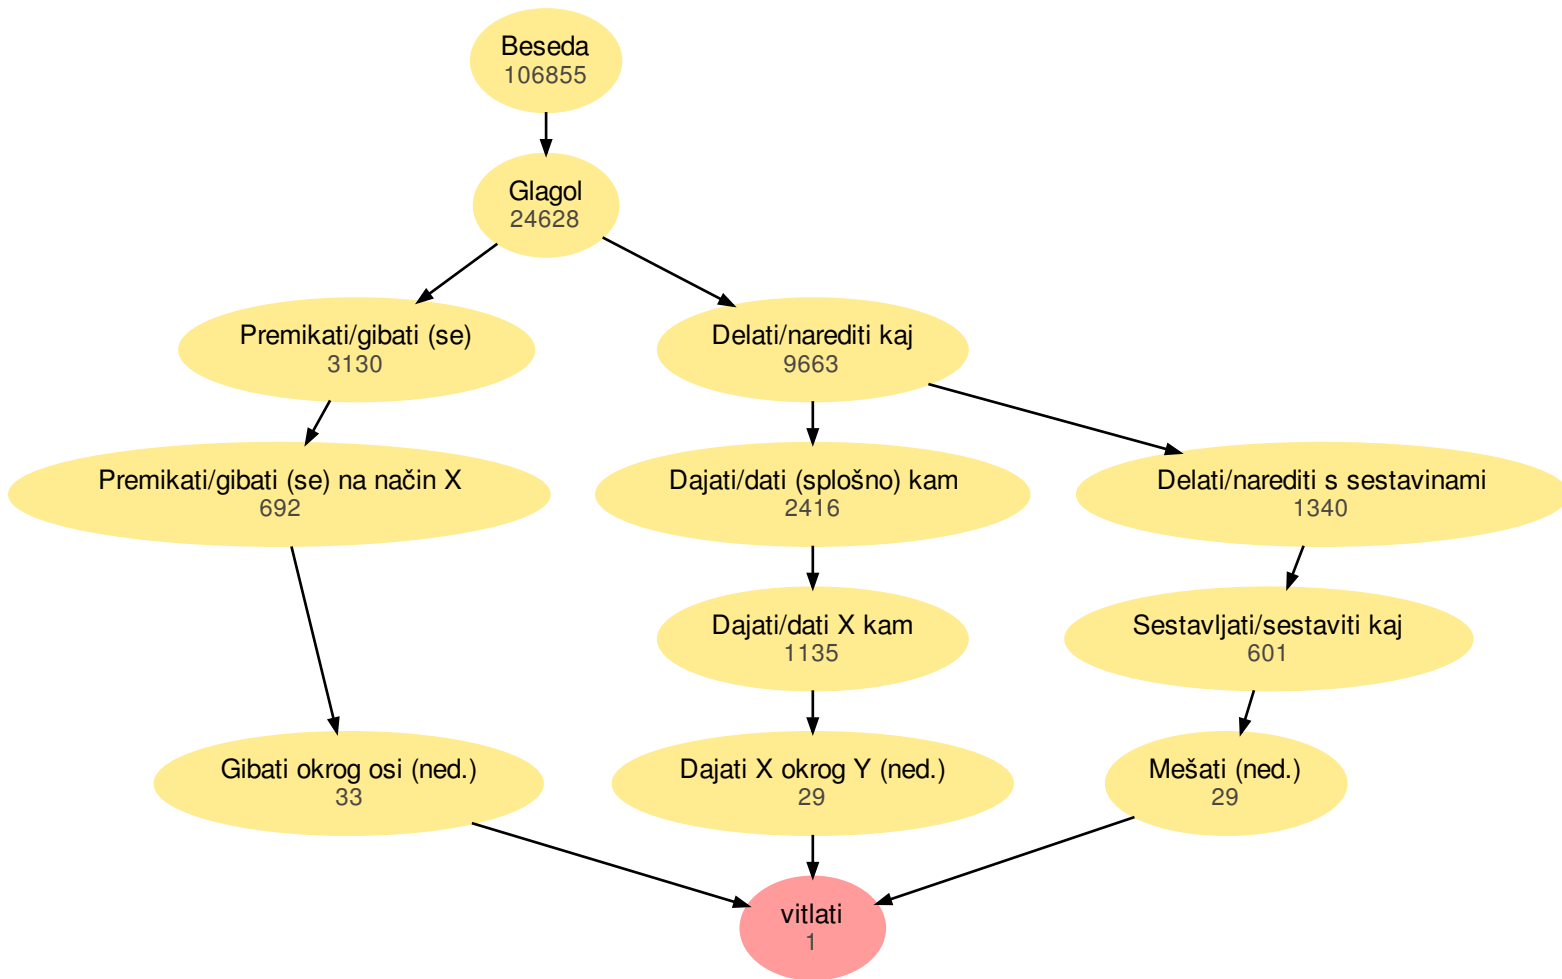 Beseda
106855
Glagol
24628
Premikati/gibati (se)
3130
Delati/narediti kaj
9663
Premikati/gibati (se) na način X
692
Dajati/dati (splošno) kam
2416
Delati/narediti s sestavinami
1340
Dajati/dati X kam
1135
Sestavljati/sestaviti kaj
601
Gibati okrog osi (ned.)
33
Dajati X okrog Y (ned.)
29
Mešati (ned.)
29
vitlati
1